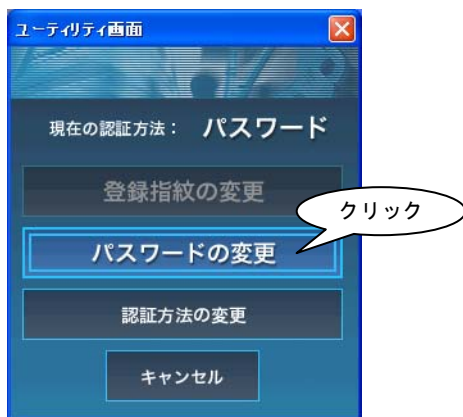 ユーティリティ画面
現在の認証方法： パスワード
登録指紋の変更
クリック
パスワードの変更
認証方法の変更
キャンセル